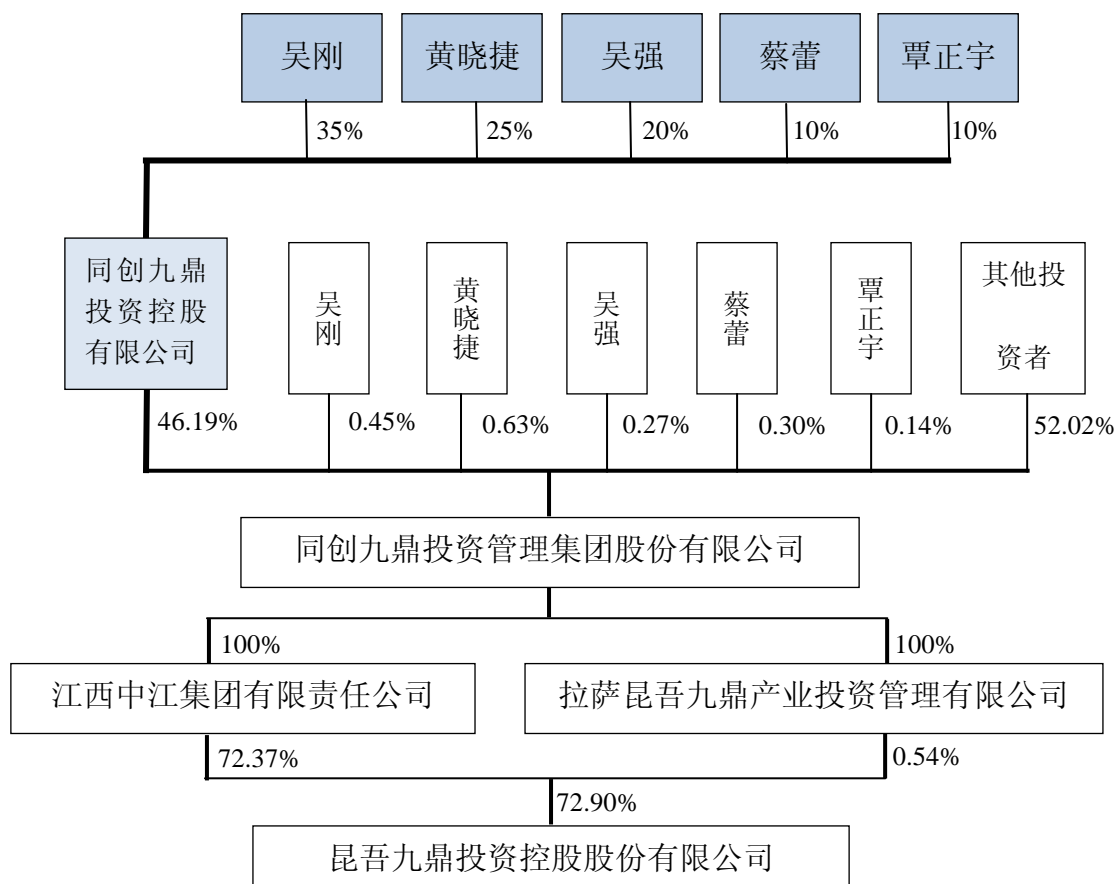 吴刚
黄晓捷
吴强
蔡蕾
覃正宇
35%
25%
20%
10%
10%
同创九鼎
投资控股
有限公司
吴刚
黄晓捷
吴强
蔡蕾
覃正宇
其他投
资者
46.19%
0.45%
0.63%
0.27%
0.30%
0.14%
52.02%
同创九鼎投资管理集团股份有限公司
100%
100%
江西中江集团有限责任公司
拉萨昆吾九鼎产业投资管理有限公司
72.37%
0.54%
72.90%
昆吾九鼎投资控股股份有限公司